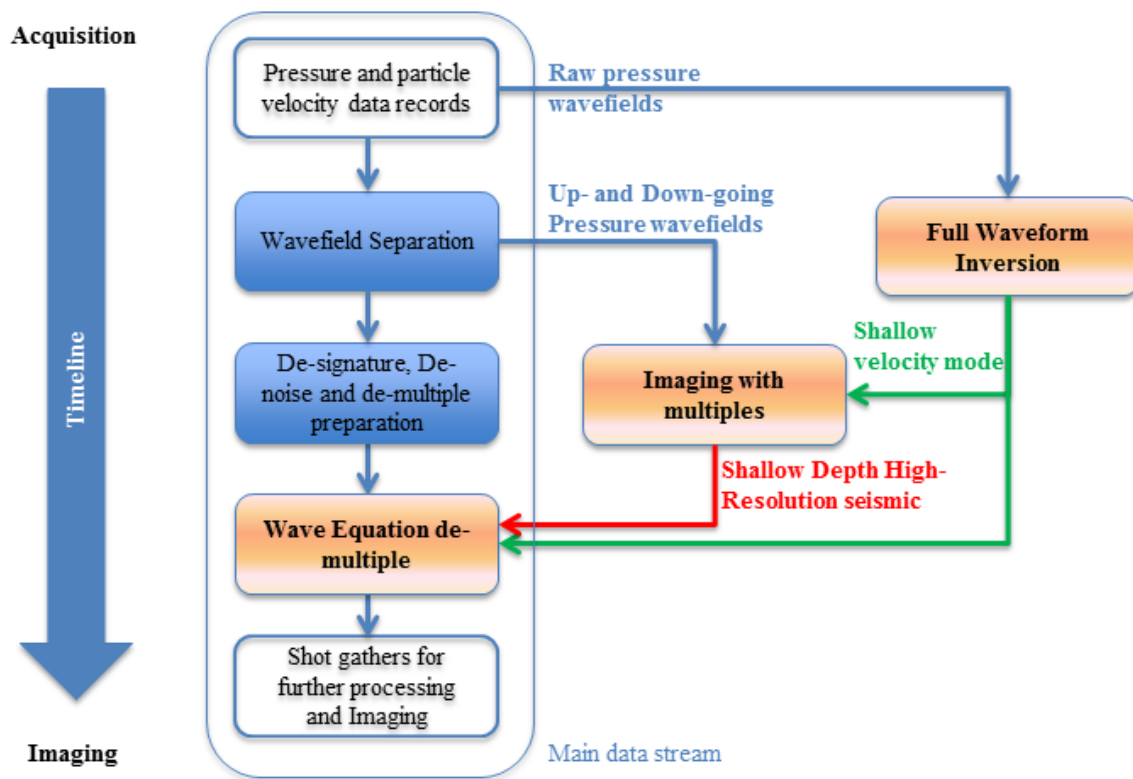 Acquisition
Pressure and particle
velocity data records
Raw pressure
wavefields
Wavefield Separation
Up- and Down-going
Pressure wavefields
Full Waveform
Inversion
Timeline
De-signature, De-
noise and de-multiple
preparation
Imaging with
multiples
Shallow
velocity mode
Shallow Depth High-
Resolution seismic
Wave Equation de-
multiple
Shot gathers for
further processing
and Imaging
Imaging
Main data stream